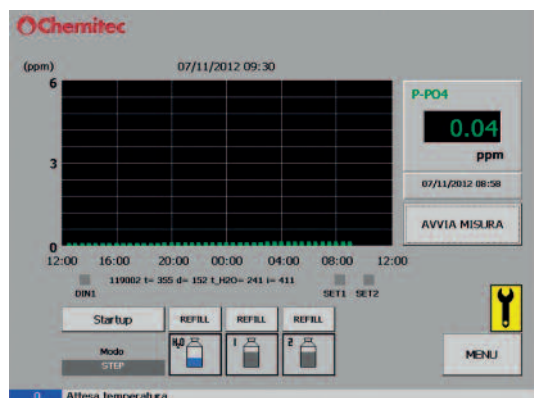 Chemitec
(ppm) 07/11/2012 09:30
6
3
0
12:00 16:00 20:00 00:00 04:00 08:00 12:00
P-PO4
0.04
ppm
07/11/2012 08:58
AVVIA MISURA
119002 t= 355 d= 152 t_H2O= 241 i= 411
DIN1 SET1 SET2
Startup REFILL REFILL REFILL
Modo
STEP
H2O 1 2
MENU
0 Attesa temperatura